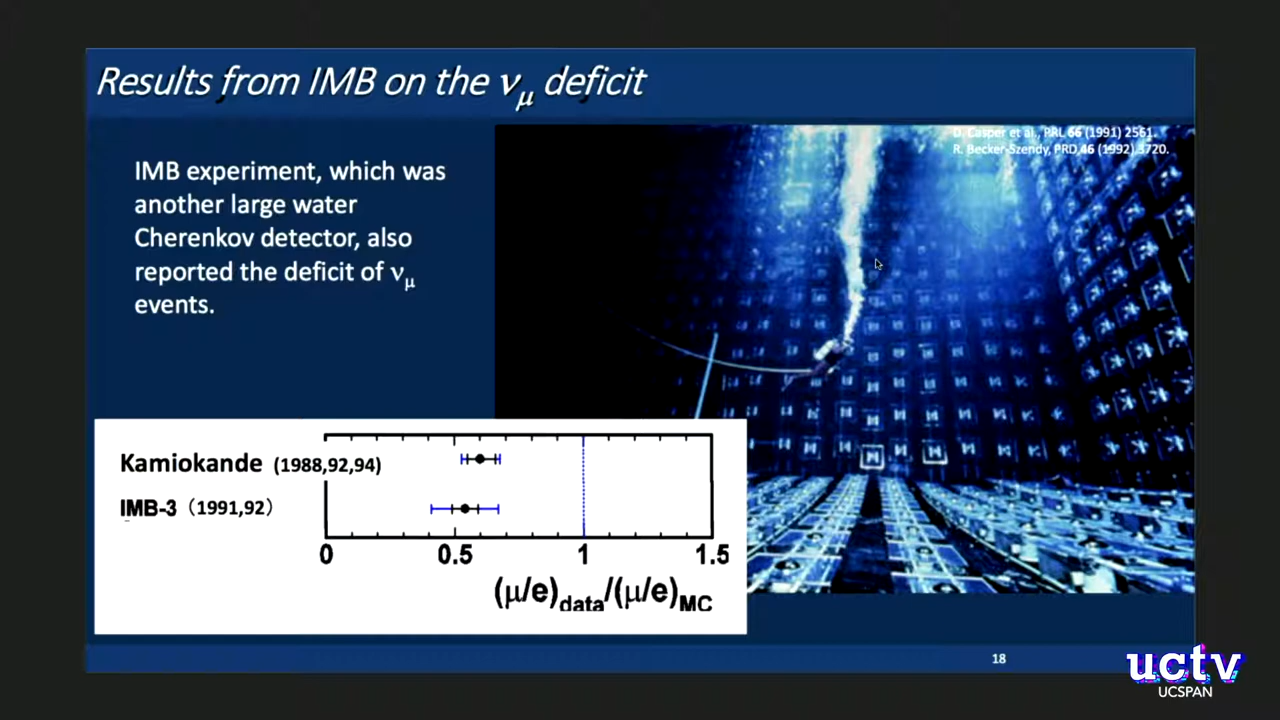 Results from IMB on the νμ deficit
D. Casper et al., PRL 66 (1991) 2561.
R. Becker-Szendy, PRD 46 (1992) 3720.
IMB experiment, which was
another large water
Cherenkov detector, also
reported the deficit of νμ
events.
Kamiokande (1988,92,94)
IMB-3 (1991,92)
0 0.5 1 1.5
(μ/e)data/(μ/e)MC
18
uctv
UCSPAN